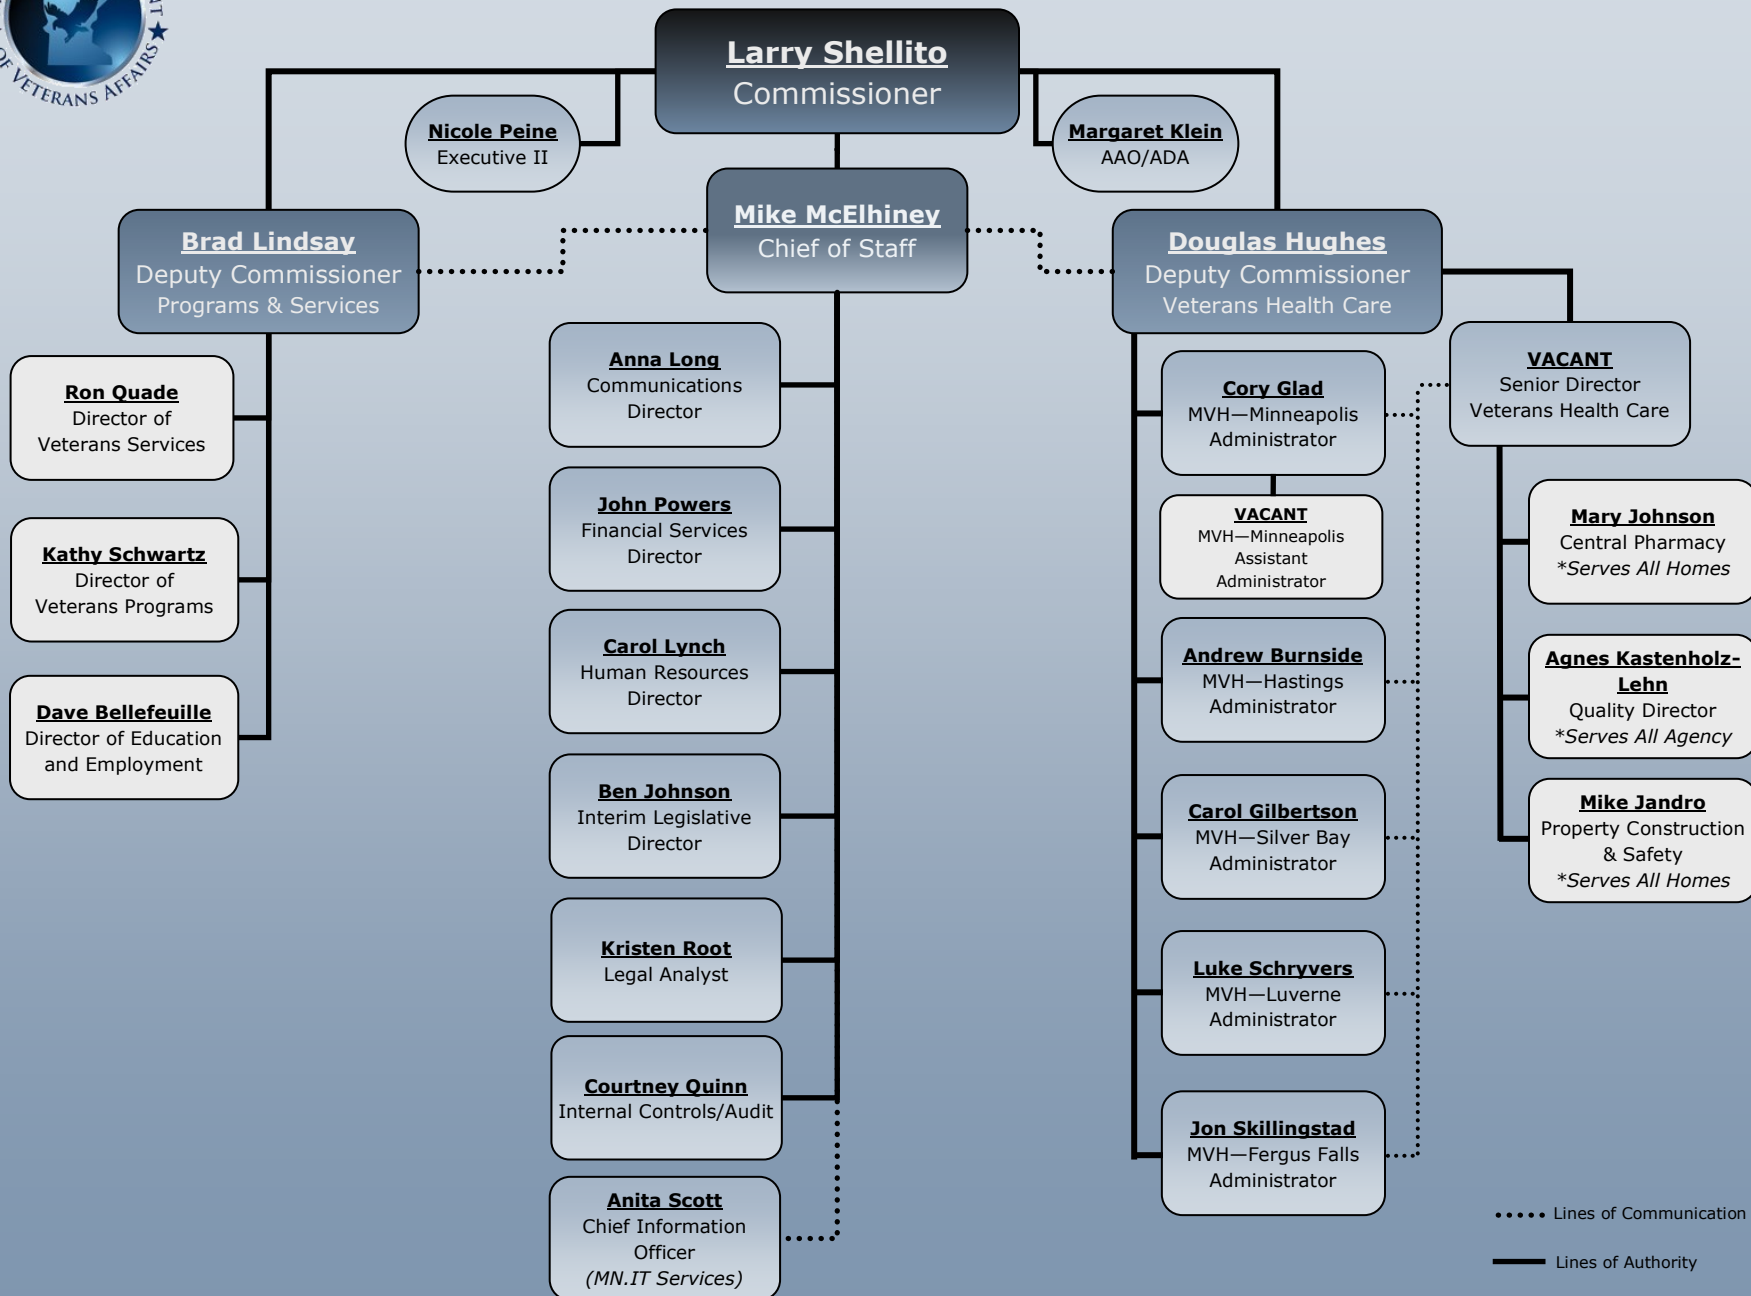 OF VETERANS AFFAIRS
Larry Shellito
Commissioner
Nicole Peine
Executive II
Margaret Klein
AAO/ADA
Mike McElhiney
Chief of Staff
Brad Lindsay
Deputy Commissioner
Programs & Services
Douglas Hughes
Deputy Commissioner
Veterans Health Care
Ron Quade
Director of
Veterans Services
Kathy Schwartz
Director of
Veterans Programs
Dave Bellefeuille
Director of Education
and Employment
Anna Long
Communications
Director
John Powers
Financial Services
Director
Carol Lynch
Human Resources
Director
Ben Johnson
Interim Legislative
Director
Kristen Root
Legal Analyst
Courtney Quinn
Internal Controls/Audit
Anita Scott
Chief Information
Officer
(MN.IT Services)
Cory Glad
MVH—Minneapolis
Administrator
VACANT
MVH—Minneapolis
Assistant
Administrator
Andrew Burnside
MVH—Hastings
Administrator
Carol Gilbertson
MVH—Silver Bay
Administrator
Luke Schryvers
MVH—Luverne
Administrator
Jon Skillingstad
MVH—Fergus Falls
Administrator
VACANT
Senior Director
Veterans Health Care
Mary Johnson
Central Pharmacy
*Serves All Homes
Agnes Kastenholz-
Lehn
Quality Director
*Serves All Agency
Mike Jandro
Property Construction
& Safety
*Serves All Homes
Lines of Communication
Lines of Authority